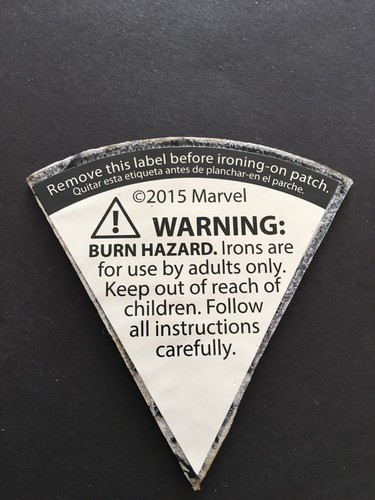 Remove this label before ironing-on patch.
Quitar esta etiqueta antes de planchar-en el parche.
©2015 Marvel
WARNING:
BURN HAZARD. Irons are
for use by adults only.
Keep out of reach of
children. Follow
all instructions
carefully.